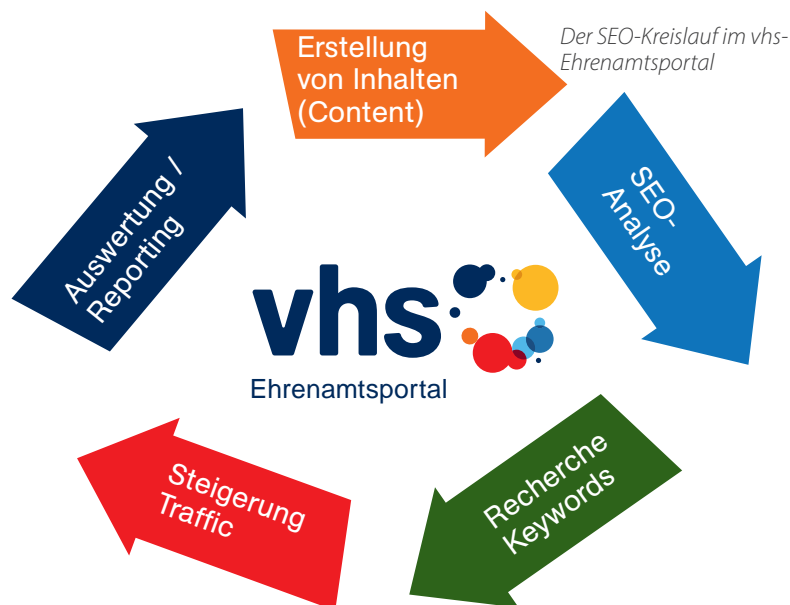 Erstellung
von Inhalten
(Content)
Der SEO-Kreislauf im vhs-
Ehrenamtsportal
SEO-
Analyse
Recherche
Keywords
Steigerung
Traffic
Auswertung /
Reporting
vhs
Ehrenamtsportal